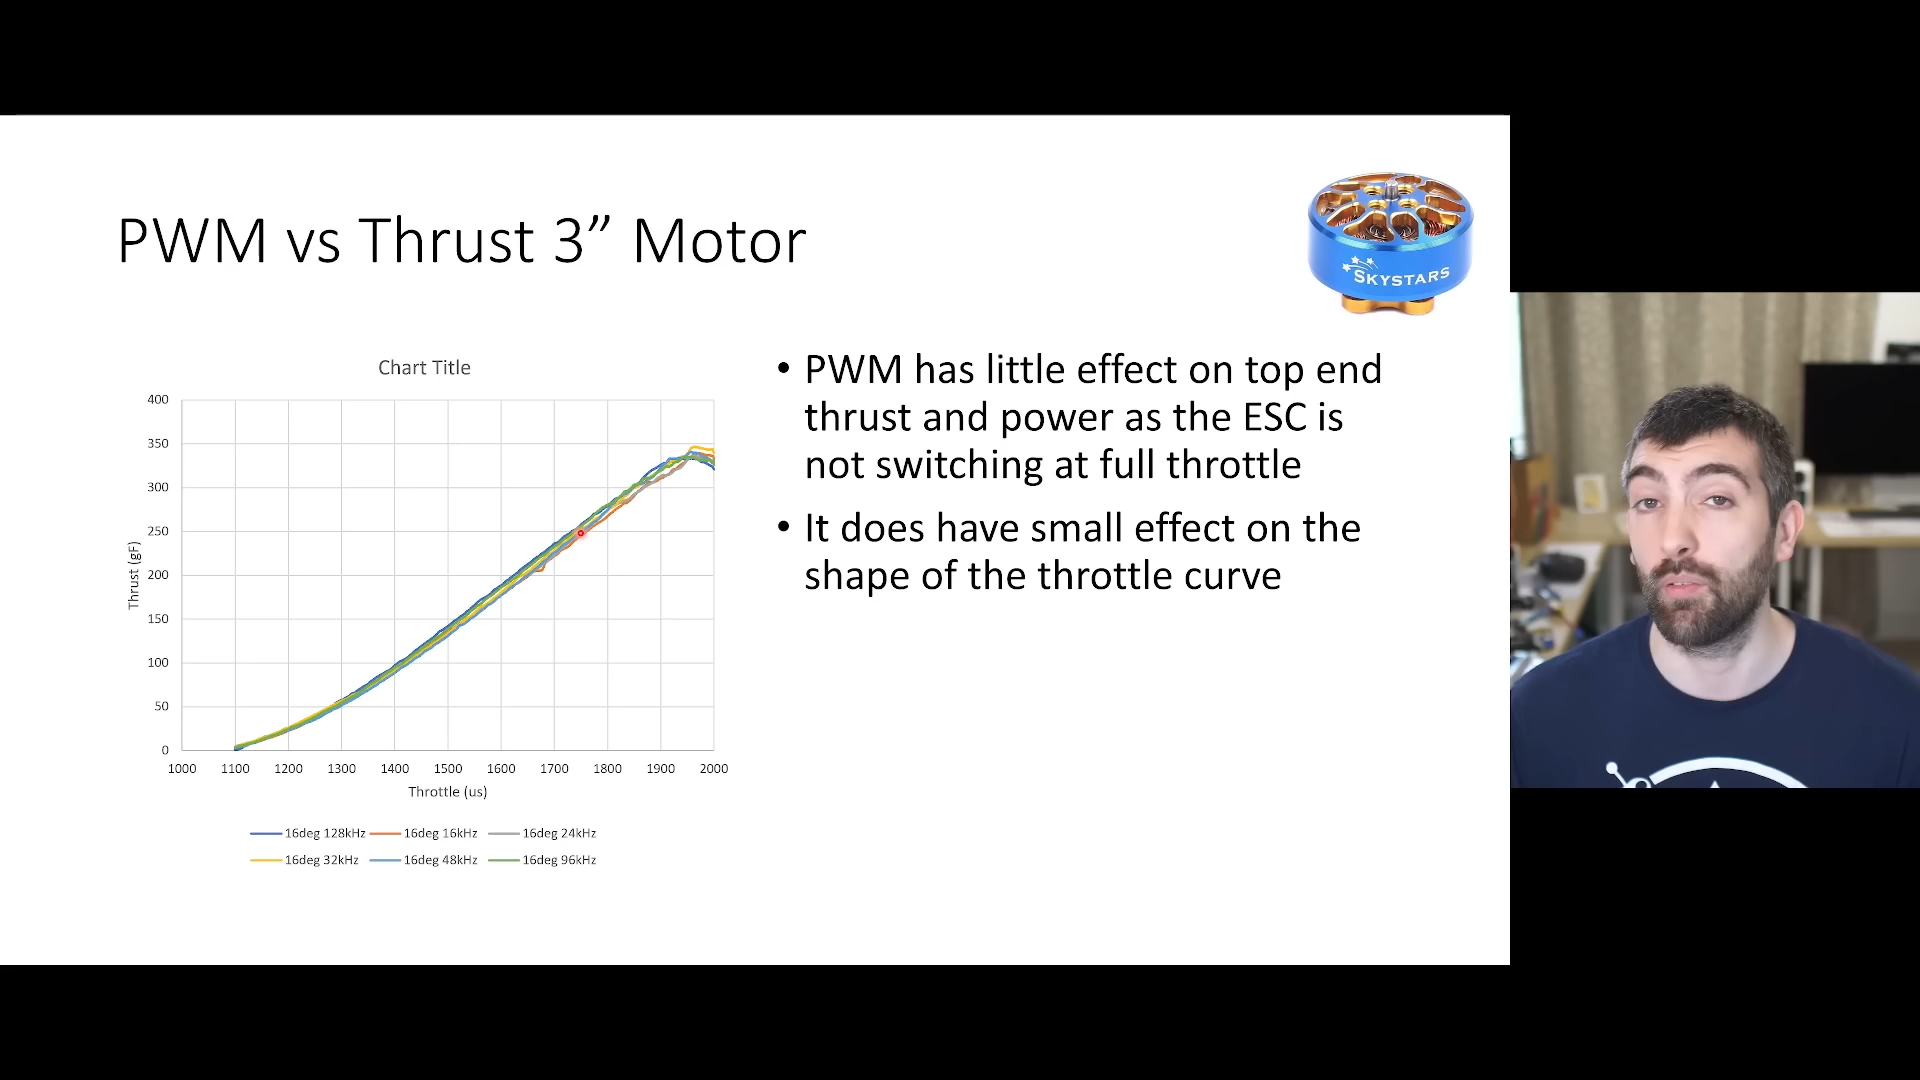 PWM vs Thrust 3” Motor
SKYSTARS
Chart Title
400
350
300
250
200
150
100
50
0
Thrust (gF)
1000 1100 1200 1300 1400 1500 1600 1700 1800 1900 2000
Throttle (us)
16deg 128kHz 16deg 16kHz 16deg 24kHz
16deg 32kHz 16deg 48kHz 16deg 96kHz
• PWM has little effect on top end
thrust and power as the ESC is
not switching at full throttle
• It does have small effect on the
shape of the throttle curve